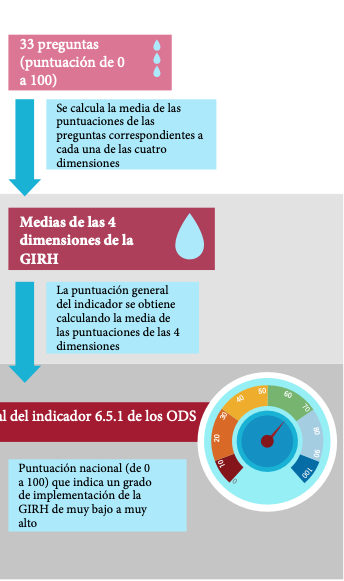 33 preguntas
(puntuación de 0
a 100)
Se calcula la media de las
puntuaciones de las
preguntas correspondientes a
cada una de las cuatro
dimensiones
Medias de las 4
dimensiones de la
GIRH
La puntuación general
del indicador se obtiene
calculando la media de
las puntuaciones de las 4
dimensiones
al del indicador 6.5.1 de los ODS
0
10
20
30
40
50
60
70
80
90
100
Puntuación nacional (de 0
a 100) que indica un grado
de implementación de la
GIRH de muy bajo a muy
alto